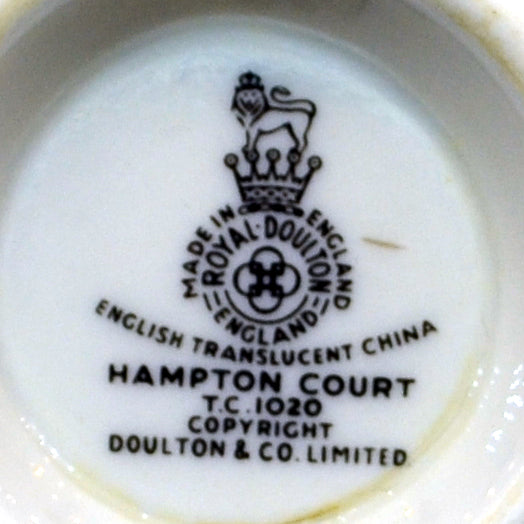 MADE IN ENGLAND
ROYAL·DOULTON
ENGLAND
ENGLISH TRANSLUCENT CHINA
HAMPTON COURT
T.C.1020
COPYRIGHT
DOULTON & CO. LIMITED.